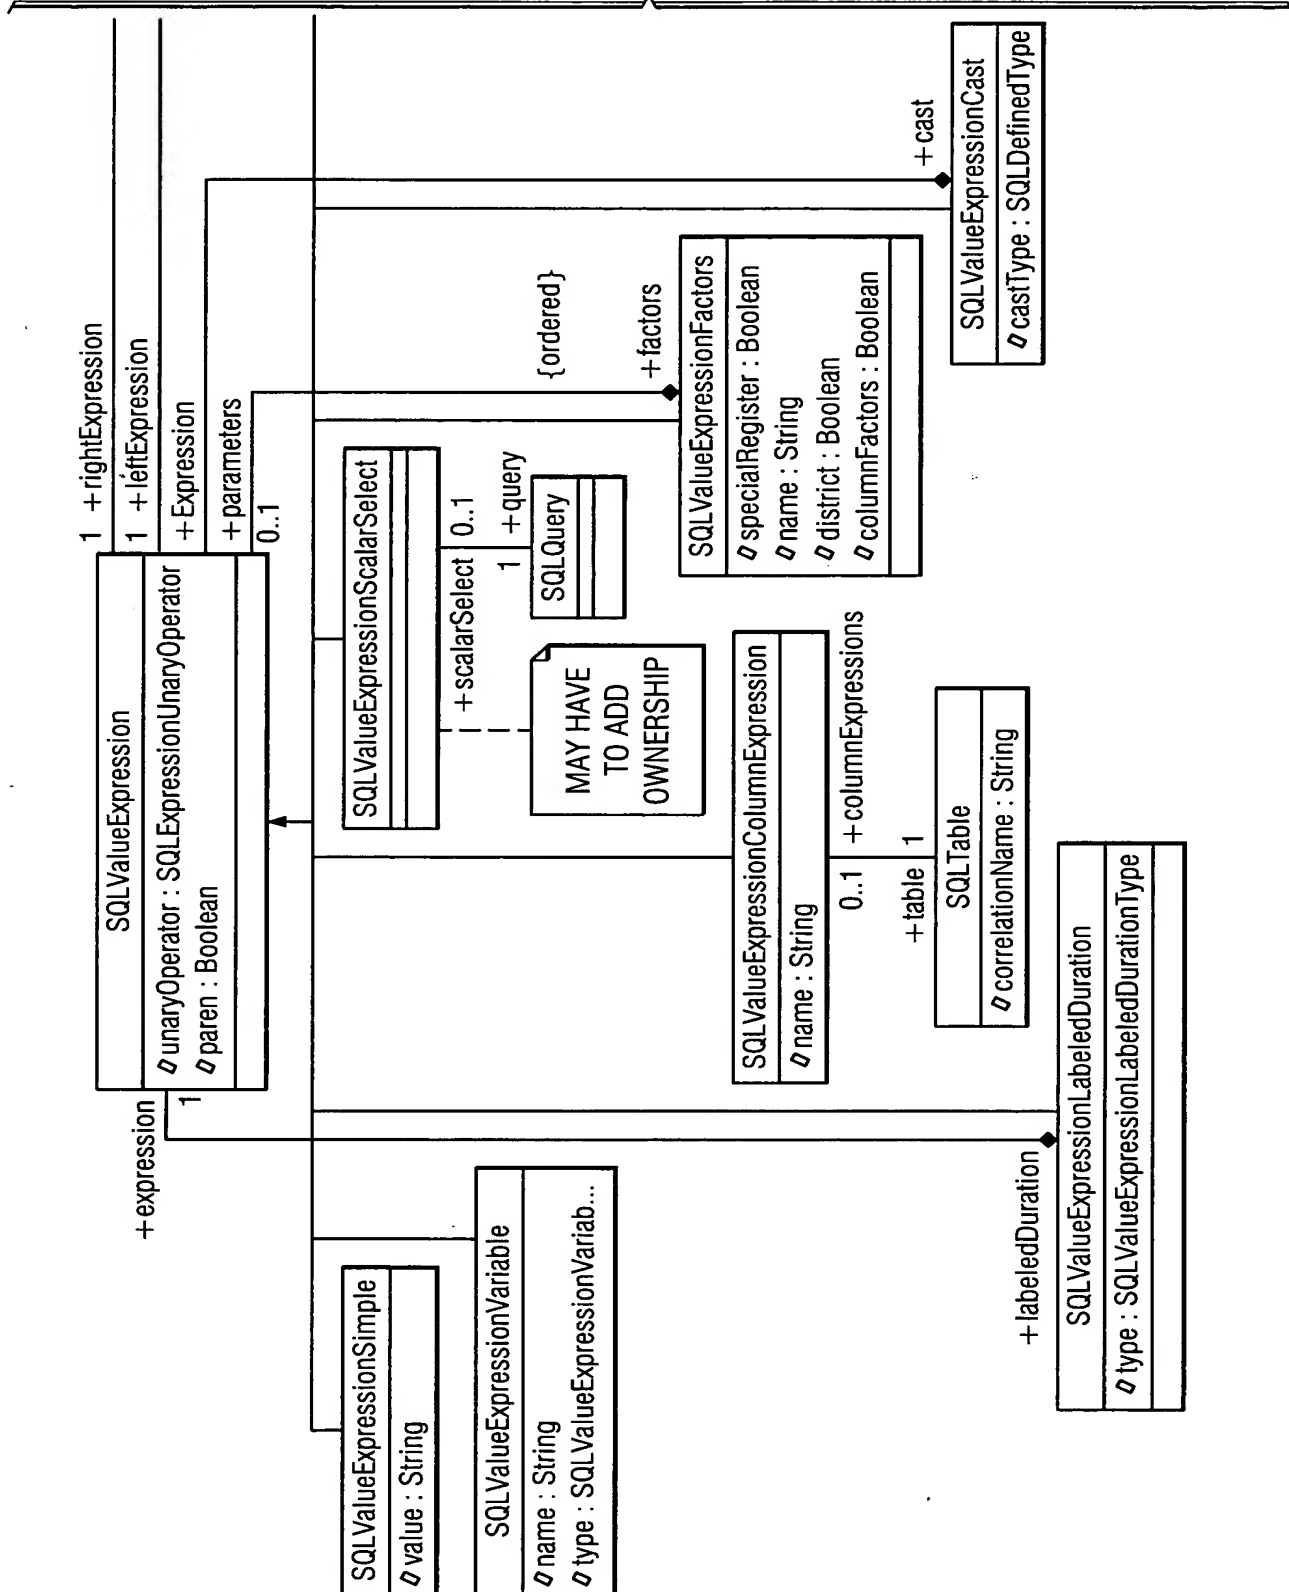 SQLValueExpression
unaryOperator : SQLExpressionUnaryOperator
paren : Boolean
+expression
1
1 +rightExpression
1 +leftExpression
+Expression
+parameters
0..1
SQLValueExpressionSimple
value : String
SQLValueExpressionVariable
name : String
type : SQLValueExpressionVariab...
SQLValueExpressionScalarSelect
+scalarSelect 0..1
1 +query
SQLQuery
MAY HAVE
TO ADD
OWNERSHIP
{ordered}
+factors
SQLValueExpressionFactors
specialRegister : Boolean
name : String
district : Boolean
columnFactors : Boolean
+cast
SQLValueExpressionCast
castType : SQLDefinedType
SQLValueExpressionColumnExpression
name : String
0..1 +columnExpressions
+table 1
SQLTable
correlationName : String
+labeledDuration
SQLValueExpressionLabeledDuration
type : SQLValueExpressionLabeledDurationType